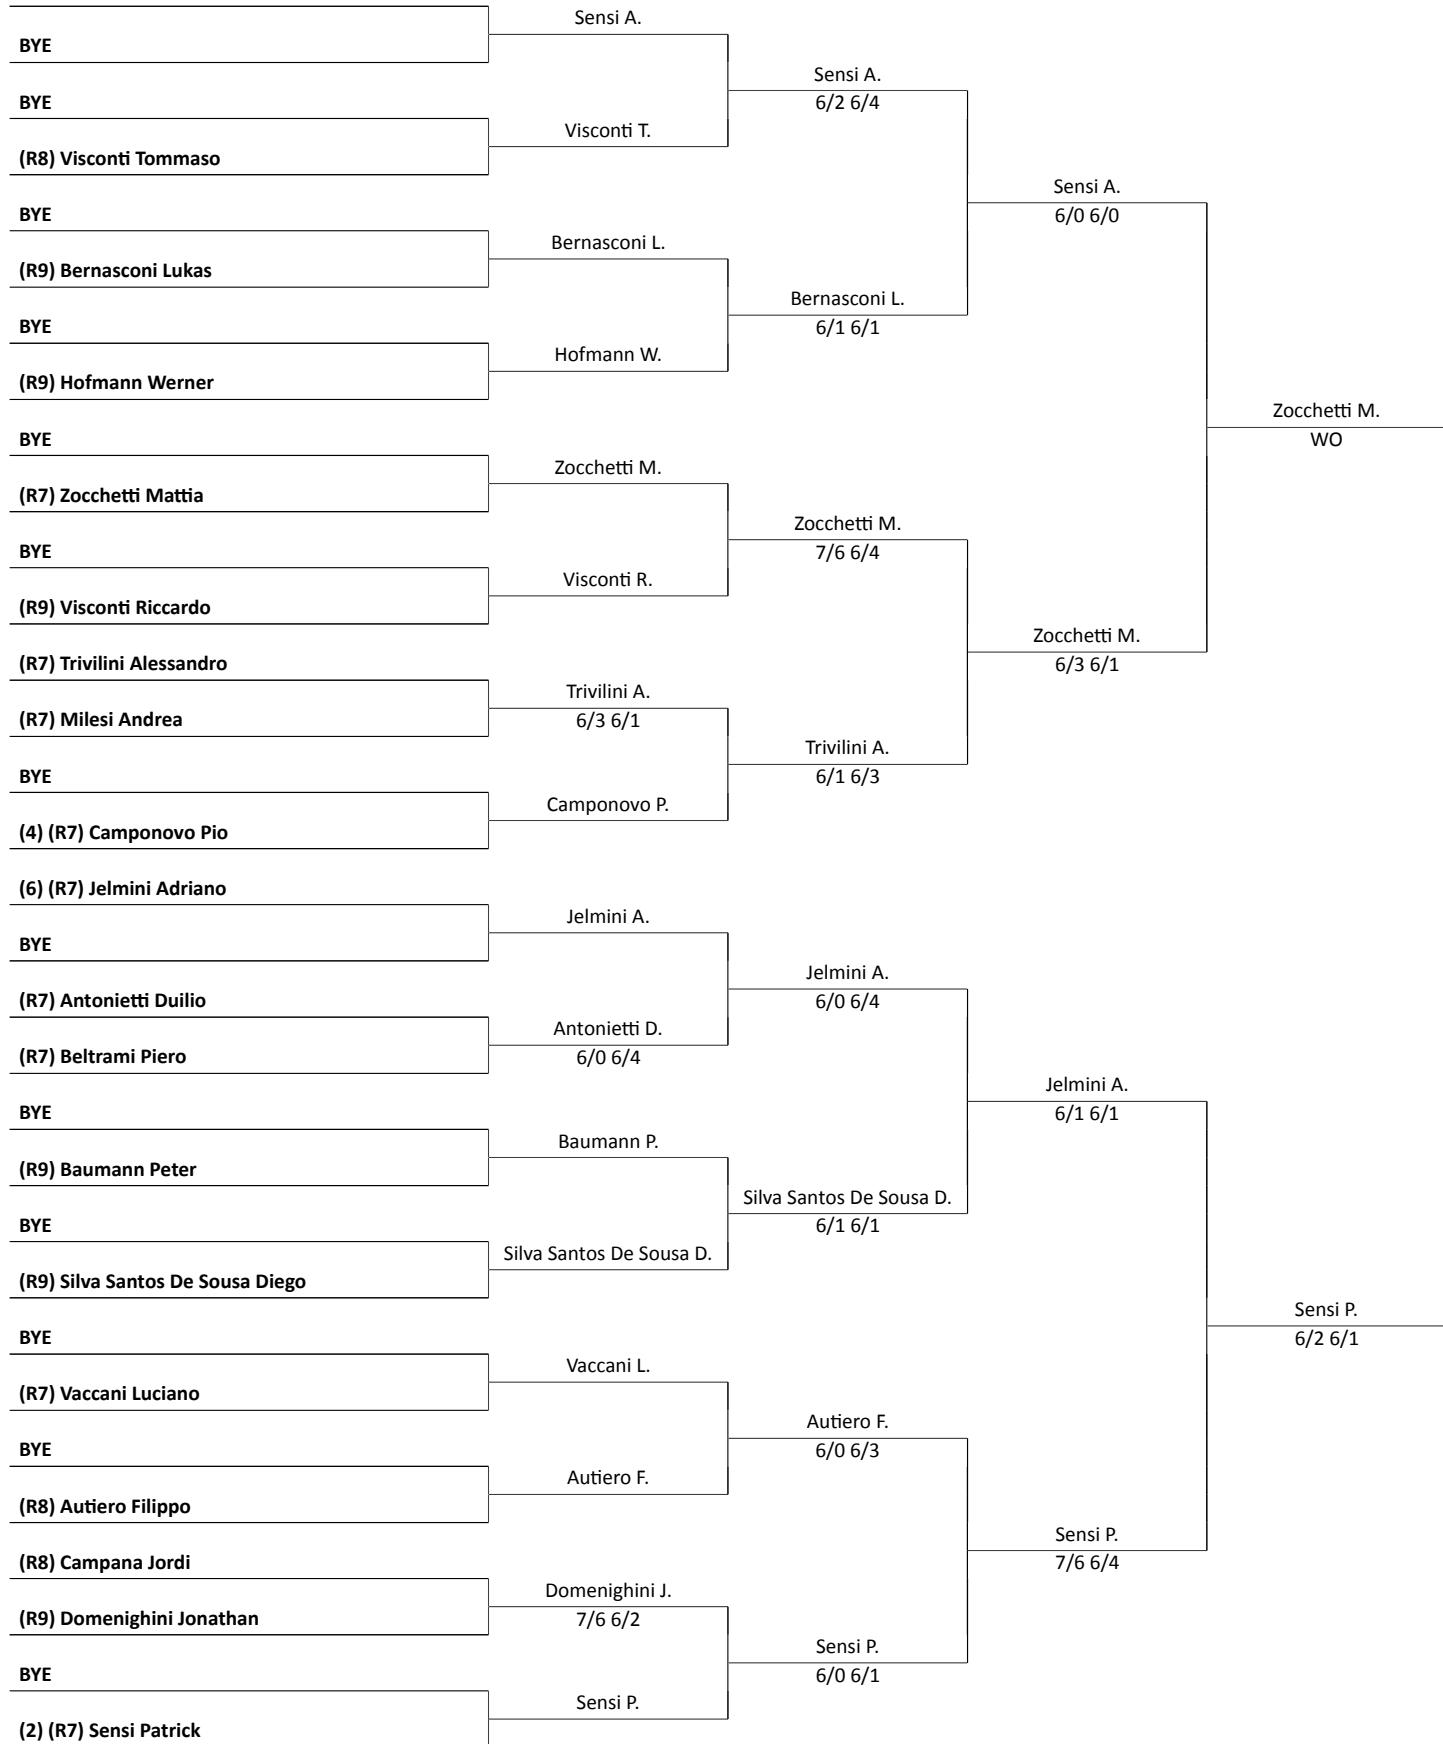 Sensi A.
BYE
Sensi A.
BYE
6/2 6/4
Visconti T.
(R8) Visconti Tommaso
Sensi A.
BYE
6/0 6/0
Bernasconi L.
(R9) Bernasconi Lukas
Bernasconi L.
BYE
6/1 6/1
Hofmann W.
(R9) Hofmann Werner
Zocchetti M.
BYE
WO
Zocchetti M.
(R7) Zocchetti Mattia
Zocchetti M.
BYE
7/6 6/4
Visconti R.
(R9) Visconti Riccardo
Zocchetti M.
(R7) Trivilini Alessandro
6/3 6/1
Trivilini A.
(R7) Milesi Andrea
6/3 6/1
Trivilini A.
BYE
6/1 6/3
Camponovo P.
(4) (R7) Camponovo Pio
(6) (R7) Jelmini Adriano
Jelmini A.
BYE
Jelmini A.
(R7) Antonietti Duilio
6/0 6/4
Antonietti D.
(R7) Beltrami Piero
6/0 6/4
Jelmini A.
BYE
6/1 6/1
Baumann P.
(R9) Baumann Peter
Silva Santos De Sousa D.
BYE
6/1 6/1
Silva Santos De Sousa D.
(R9) Silva Santos De Sousa Diego
Sensi P.
BYE
6/2 6/1
Vaccani L.
(R7) Vaccani Luciano
Autiero F.
BYE
6/0 6/3
Autiero F.
(R8) Autiero Filippo
Sensi P.
(R8) Campana Jordi
7/6 6/4
Domenighini J.
(R9) Domenighini Jonathan
7/6 6/2
Sensi P.
BYE
6/0 6/1
Sensi P.
(2) (R7) Sensi Patrick